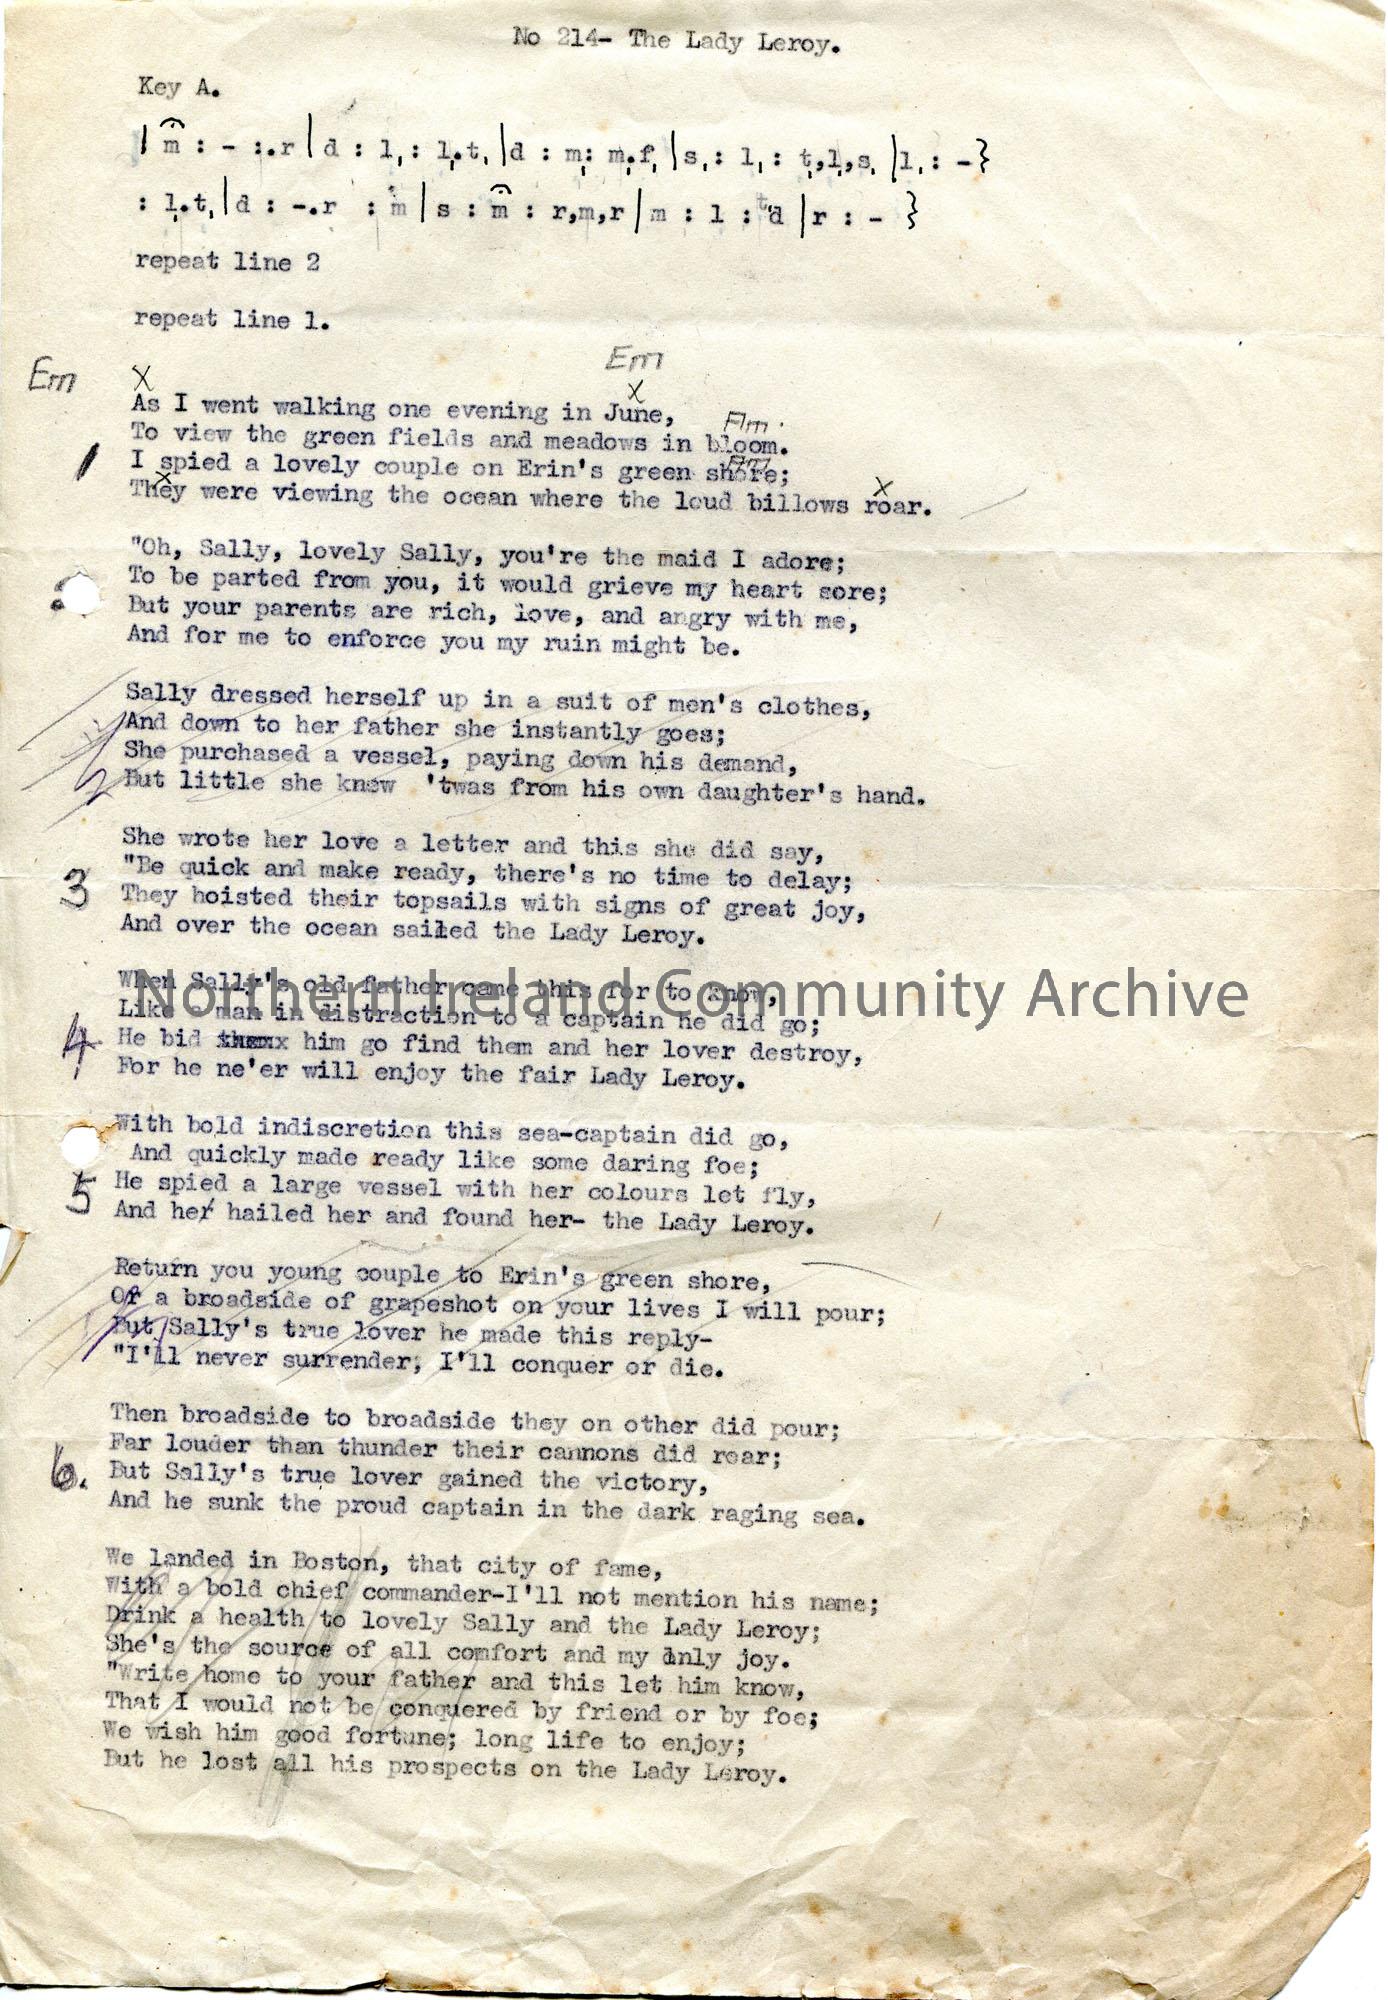 No 214- The Lady Leroy.
Key A.
| m : - :.r | d : l, : l,.t, | d : m, : m,.f, | s, : l, : t,,l,,s, | l, : - }
: l,.t, | d : -.r : m | s : m : r,m,r | m : l : t,d | r : - }
repeat line 2
repeat line 1.
Em X Em X
As I went walking one evening in June,
To view the green fields and meadows in bloom. Am.
1 I spied a lovely couple on Erin's green shore; Am
They were viewing the ocean where the loud billows roar.
"Oh, Sally, lovely Sally, you're the maid I adore;
To be parted from you, it would grieve my heart sore;
But your parents are rich, love, and angry with me,
And for me to enforce you my ruin might be.
Sally dressed herself up in a suit of men's clothes,
And down to her father she instantly goes;
She purchased a vessel, paying down his demand,
2 But little she knew 'twas from his own daughter's hand.
She wrote her love a letter and this she did say,
"Be quick and make ready, there's no time to delay;
3 They hoisted their topsails with signs of great joy,
And over the ocean sailed the Lady Leroy.
When Sally's old father came this for to know,
Like man in distraction to a captain he did go;
4 He bid him go find them and her lover destroy,
For he ne'er will enjoy the fair Lady Leroy.
Northern Ireland Community Archive
With bold indiscretion this sea-captain did go,
And quickly made ready like some daring foe;
5 He spied a large vessel with her colours let fly,
And her hailed her and found her- the Lady Leroy.
Return you young couple to Erin's green shore,
Or a broadside of grapeshot on your lives I will pour;
But Sally's true lover he made this reply-
"I'll never surrender; I'll conquer or die.
Then broadside to broadside they on other did pour;
Far louder than thunder their cannons did roar;
6. But Sally's true lover gained the victory,
And he sunk the proud captain in the dark raging sea.
We landed in Boston, that city of fame,
With a bold chief commander-I'll not mention his name;
Drink a health to lovely Sally and the Lady Leroy;
She's the source of all comfort and my only joy.
"Write home to your father and this let him know,
That I would not be conquered by friend or by foe;
We wish him good fortune; long life to enjoy;
But he lost all his prospects on the Lady Leroy.